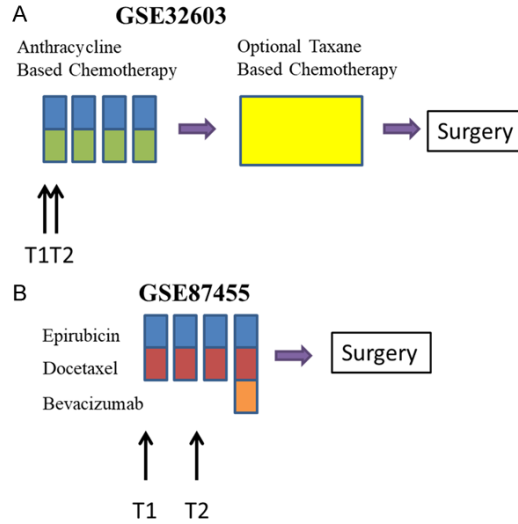 A
GSE32603
Anthracycline
Based Chemotherapy
Optional Taxane
Based Chemotherapy
Surgery
T1T2
B
GSE87455
Epirubicin
Docetaxel
Bevacizumab
Surgery
T1
T2